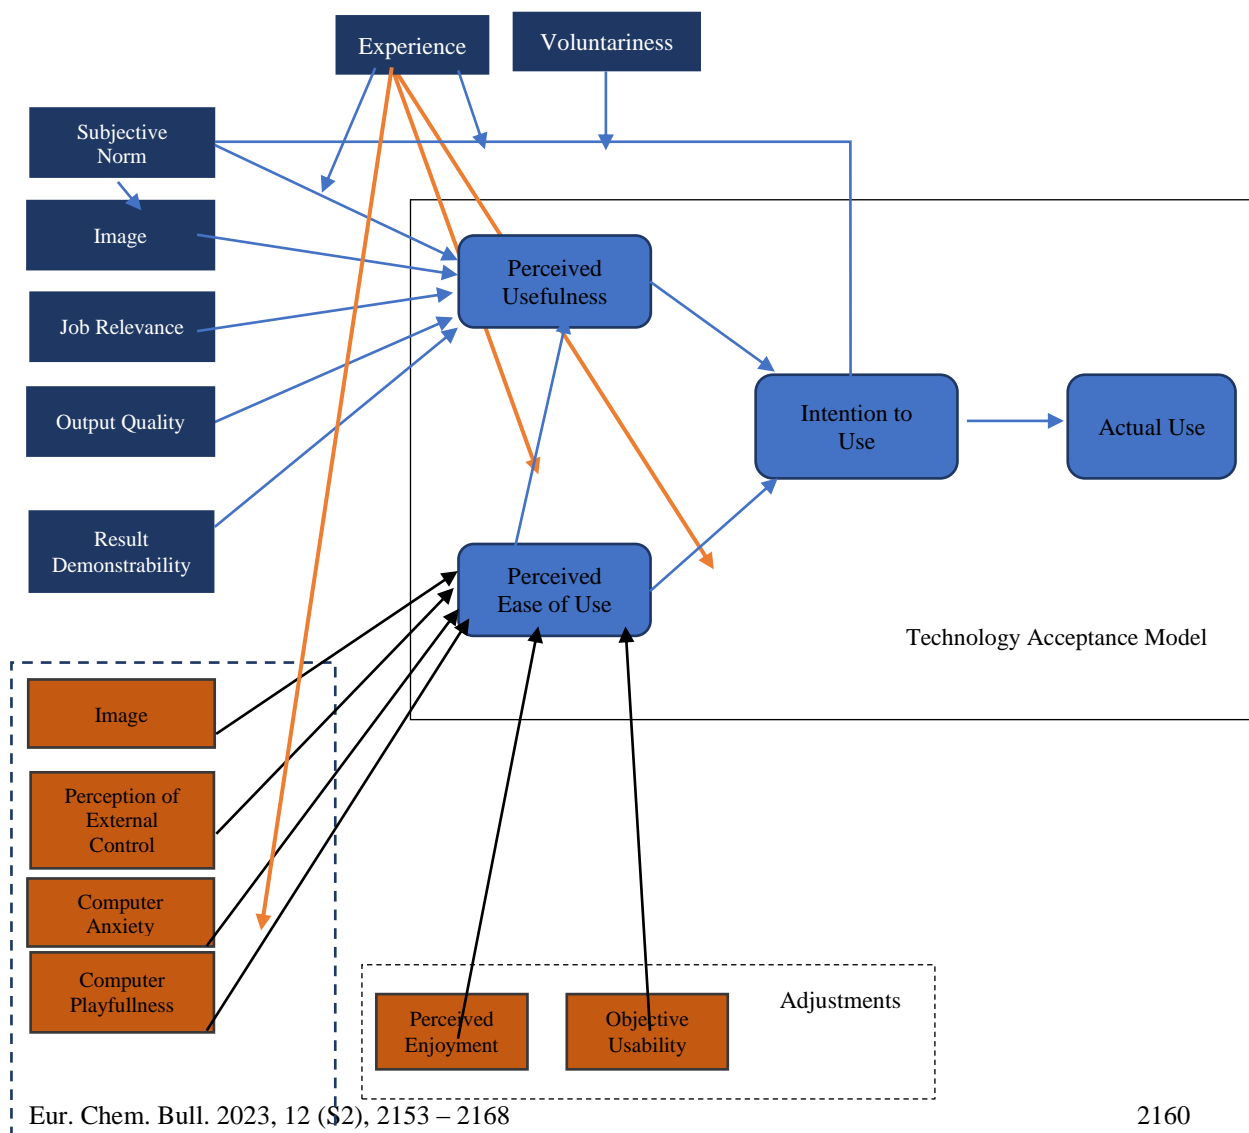 Experience
Voluntariness
Subjective
Norm
Image
Job Relevance
Output Quality
Result
Demonstrability
Perceived
Usefulness
Intention to
Use
Actual Use
Perceived
Ease of Use
Technology Acceptance Model
Image
Perception of
External
Control
Computer
Anxiety
Computer
Playfullness
Perceived
Enjoyment
Objective
Usability
Adjustments
Eur. Chem. Bull. 2023, 12 (S2), 2153 – 2168
2160